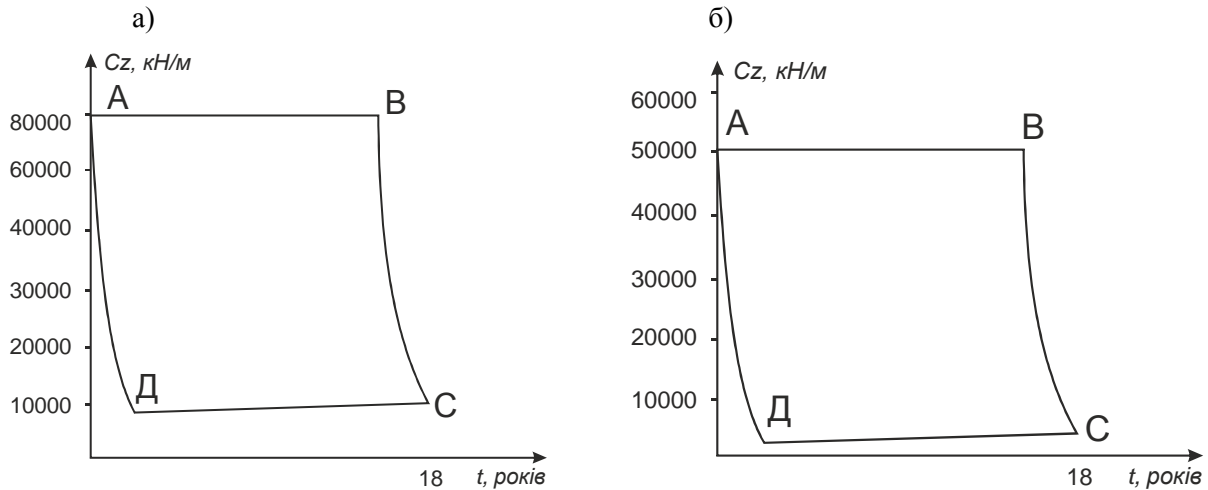 а)
Cz, кН/м
А
В
80000
60000
40000
30000
20000
10000
Д
С
18
t, років
б)
Cz, кН/м
60000
А
В
50000
40000
30000
20000
10000
Д
С
18
t, років